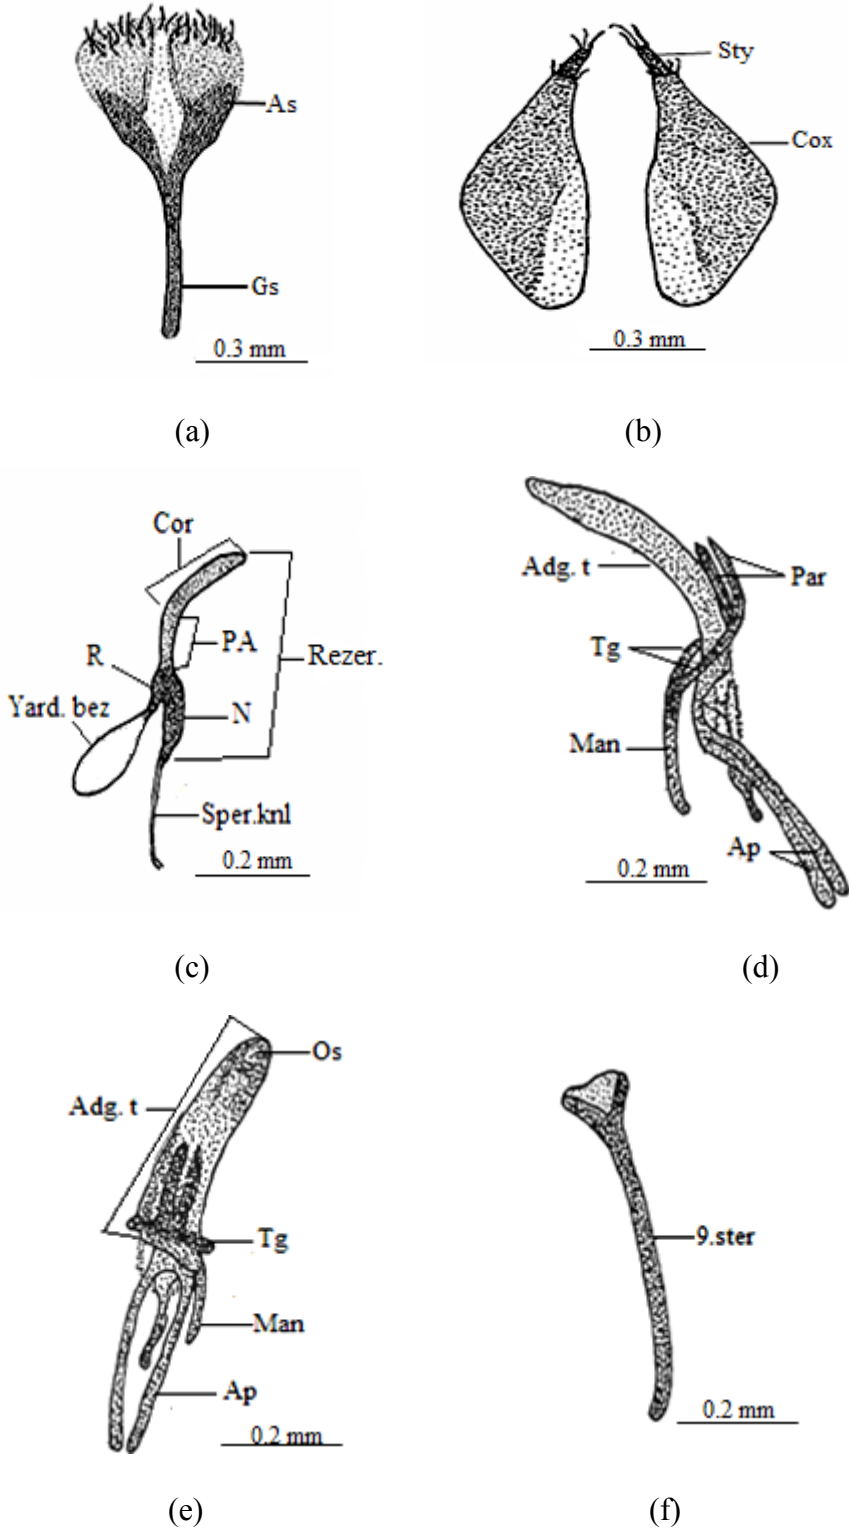 As
Gs
0.3 mm
(a)
Sty
Cox
0.3 mm
(b)
Cor
PA
R
Rezer.
Yard. bez
N
Sper.knl
0.2 mm
(c)
Adg. t
Par
Tg
Man
Ap
0.2 mm
(d)
Os
Adg. t
Tg
Man
Ap
0.2 mm
(e)
9.ster
0.2 mm
(f)